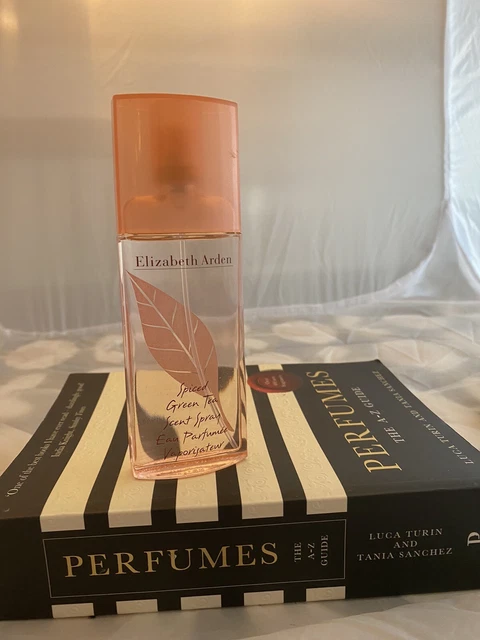 Elizabeth Arden
Spiced
Green Tea
Scent Spray
Eau Parfumée
Vaporisateur
PERFUMES
THE A-Z GUIDE
LUCA TURIN AND TANIA SANCHEZ
PERFUMES
THE
A-Z
GUIDE
LUCA TURIN
AND
TANIA SANCHEZ